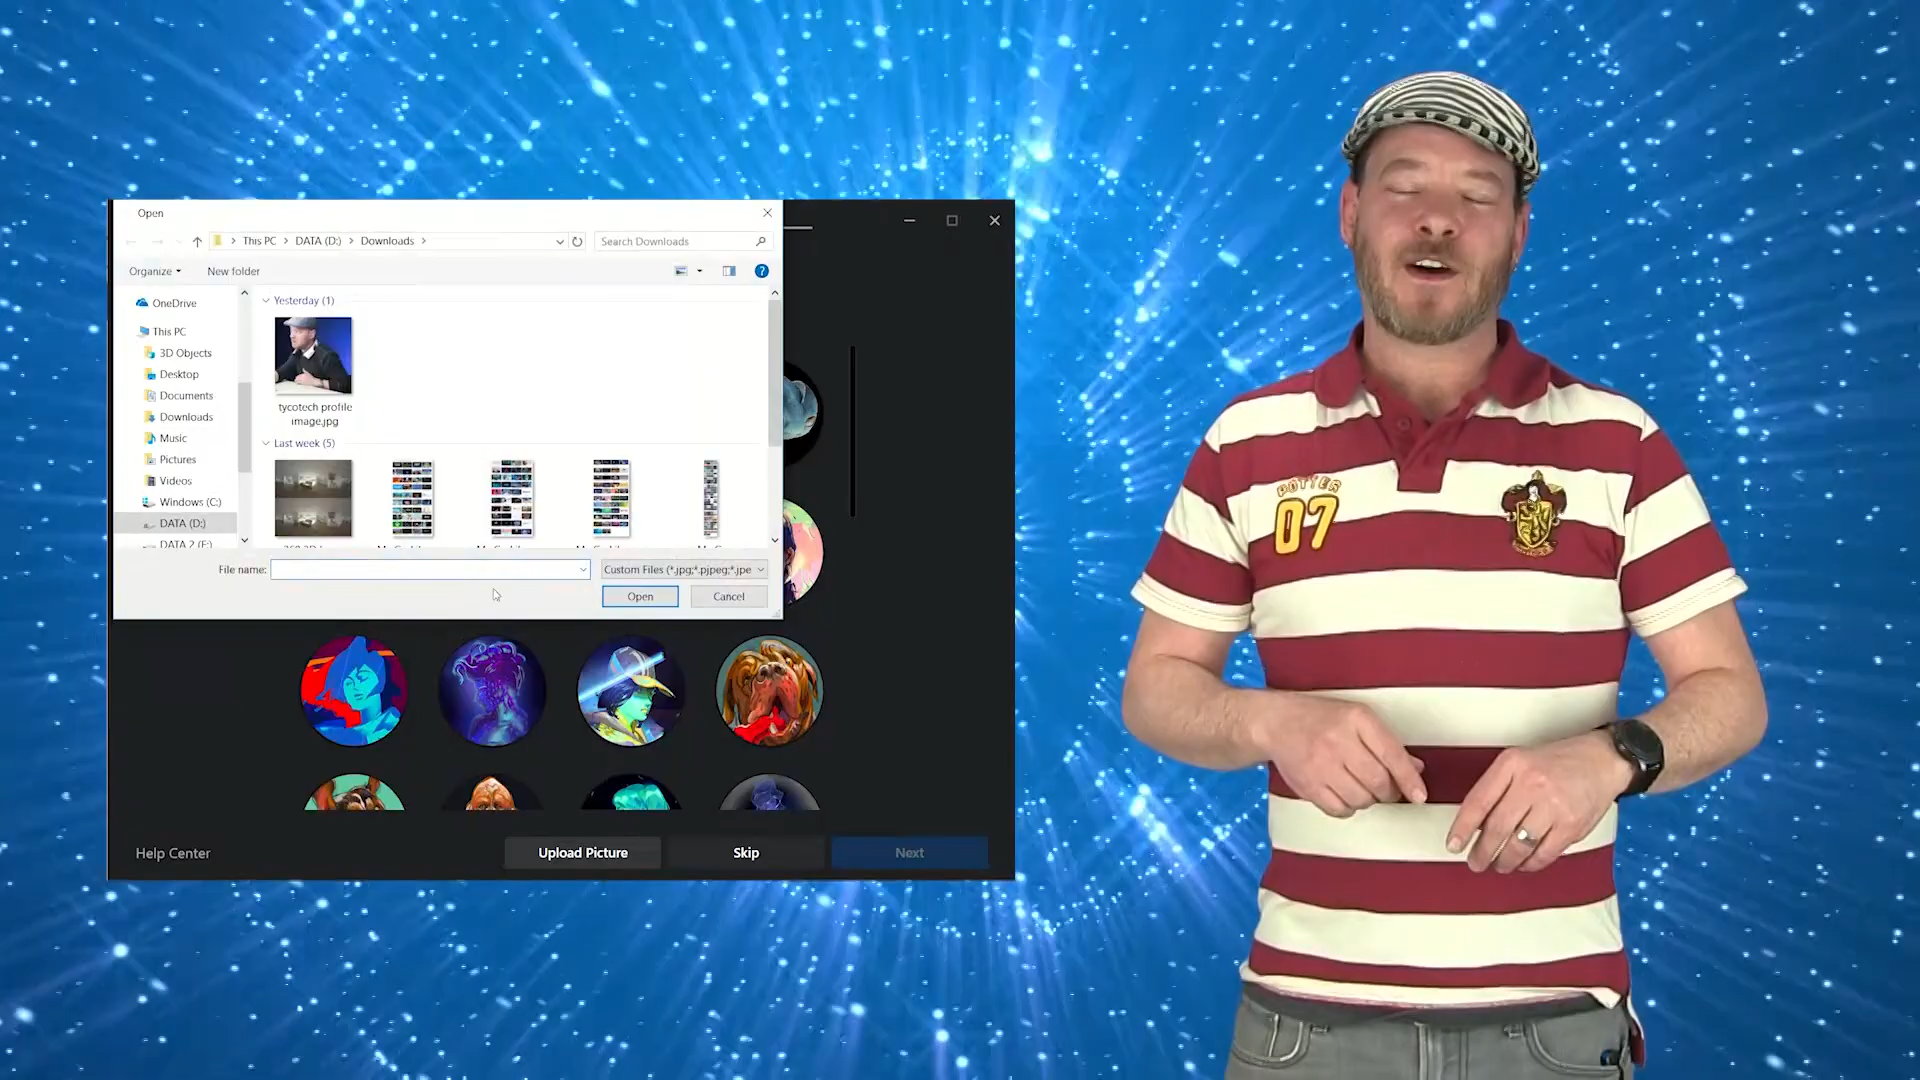 Open
This PC > DATA (D:) > Downloads >
Search Downloads
Organize
New folder
OneDrive
This PC
3D Objects
Desktop
Documents
Downloads
Music
Pictures
Videos
Windows (C:)
DATA (D:)
Yesterday (1)
tycotech profile
image.jpg
Last week (5)
File name:
Custom Files (*.jpg;*.pjpeg;*.jpe
Open
Cancel
Help Center
Upload Picture
Skip
Next
POTTER
07